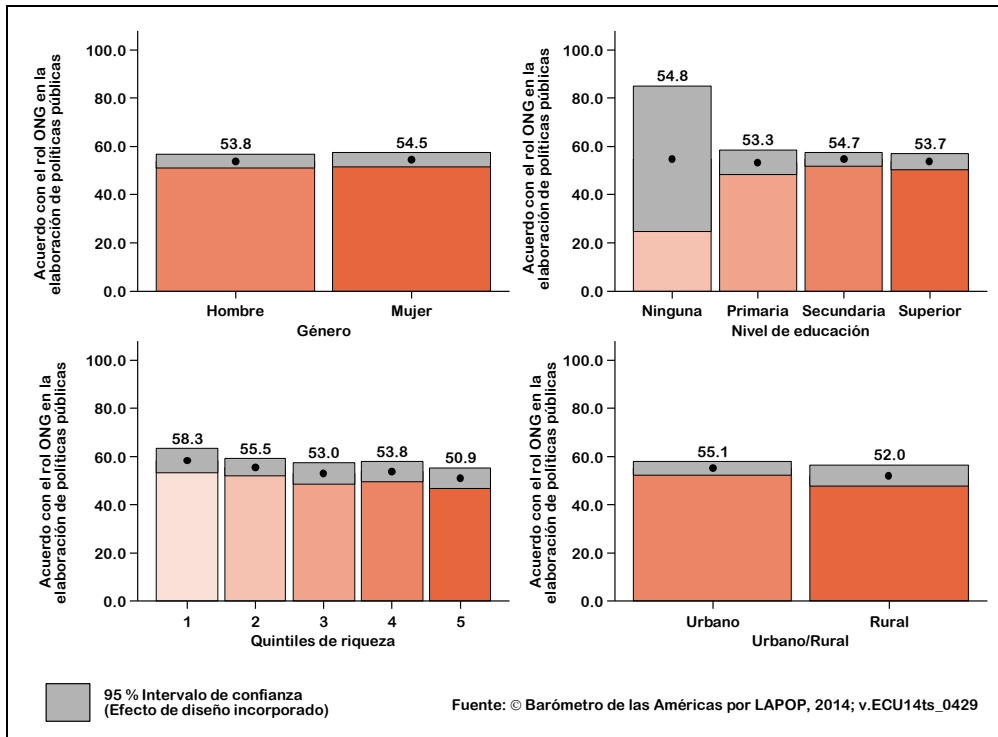 Acuerdo con el rol ONG en la
elaboración de políticas públicas
100.0
80.0
60.0
40.0
20.0
0.0
53.8
54.5
Hombre
Mujer
Género
Acuerdo con el rol ONG en la
elaboración de políticas públicas
100.0
80.0
60.0
40.0
20.0
0.0
54.8
53.3
54.7
53.7
Ninguna
Primaria
Secundaria
Superior
Nivel de educación
Acuerdo con el rol ONG en la
elaboración de políticas públicas
100.0
80.0
60.0
40.0
20.0
0.0
58.3
55.5
53.0
53.8
50.9
1
2
3
4
5
Quintiles de riqueza
Acuerdo con el rol ONG en la
elaboración de políticas públicas
100.0
80.0
60.0
40.0
20.0
0.0
55.1
52.0
Urbano
Rural
Urbano/Rural
95 % Intervalo de confianza
(Efecto de diseño incorporado)
Fuente: © Barómetro de las Américas por LAPOP, 2014; v.ECU14ts_0429